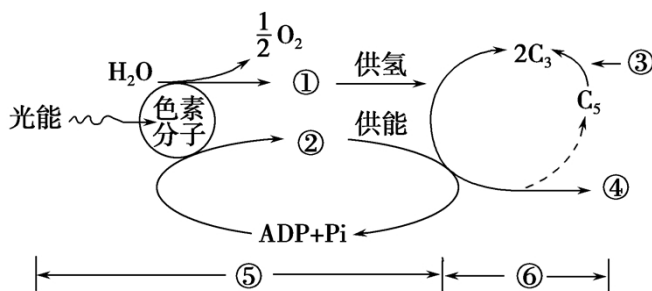 1/2 O₂
H₂O
①
供氢
2C₃
③
C₅
光能
色素
分子
②
供能
④
ADP+Pi
⑤
⑥